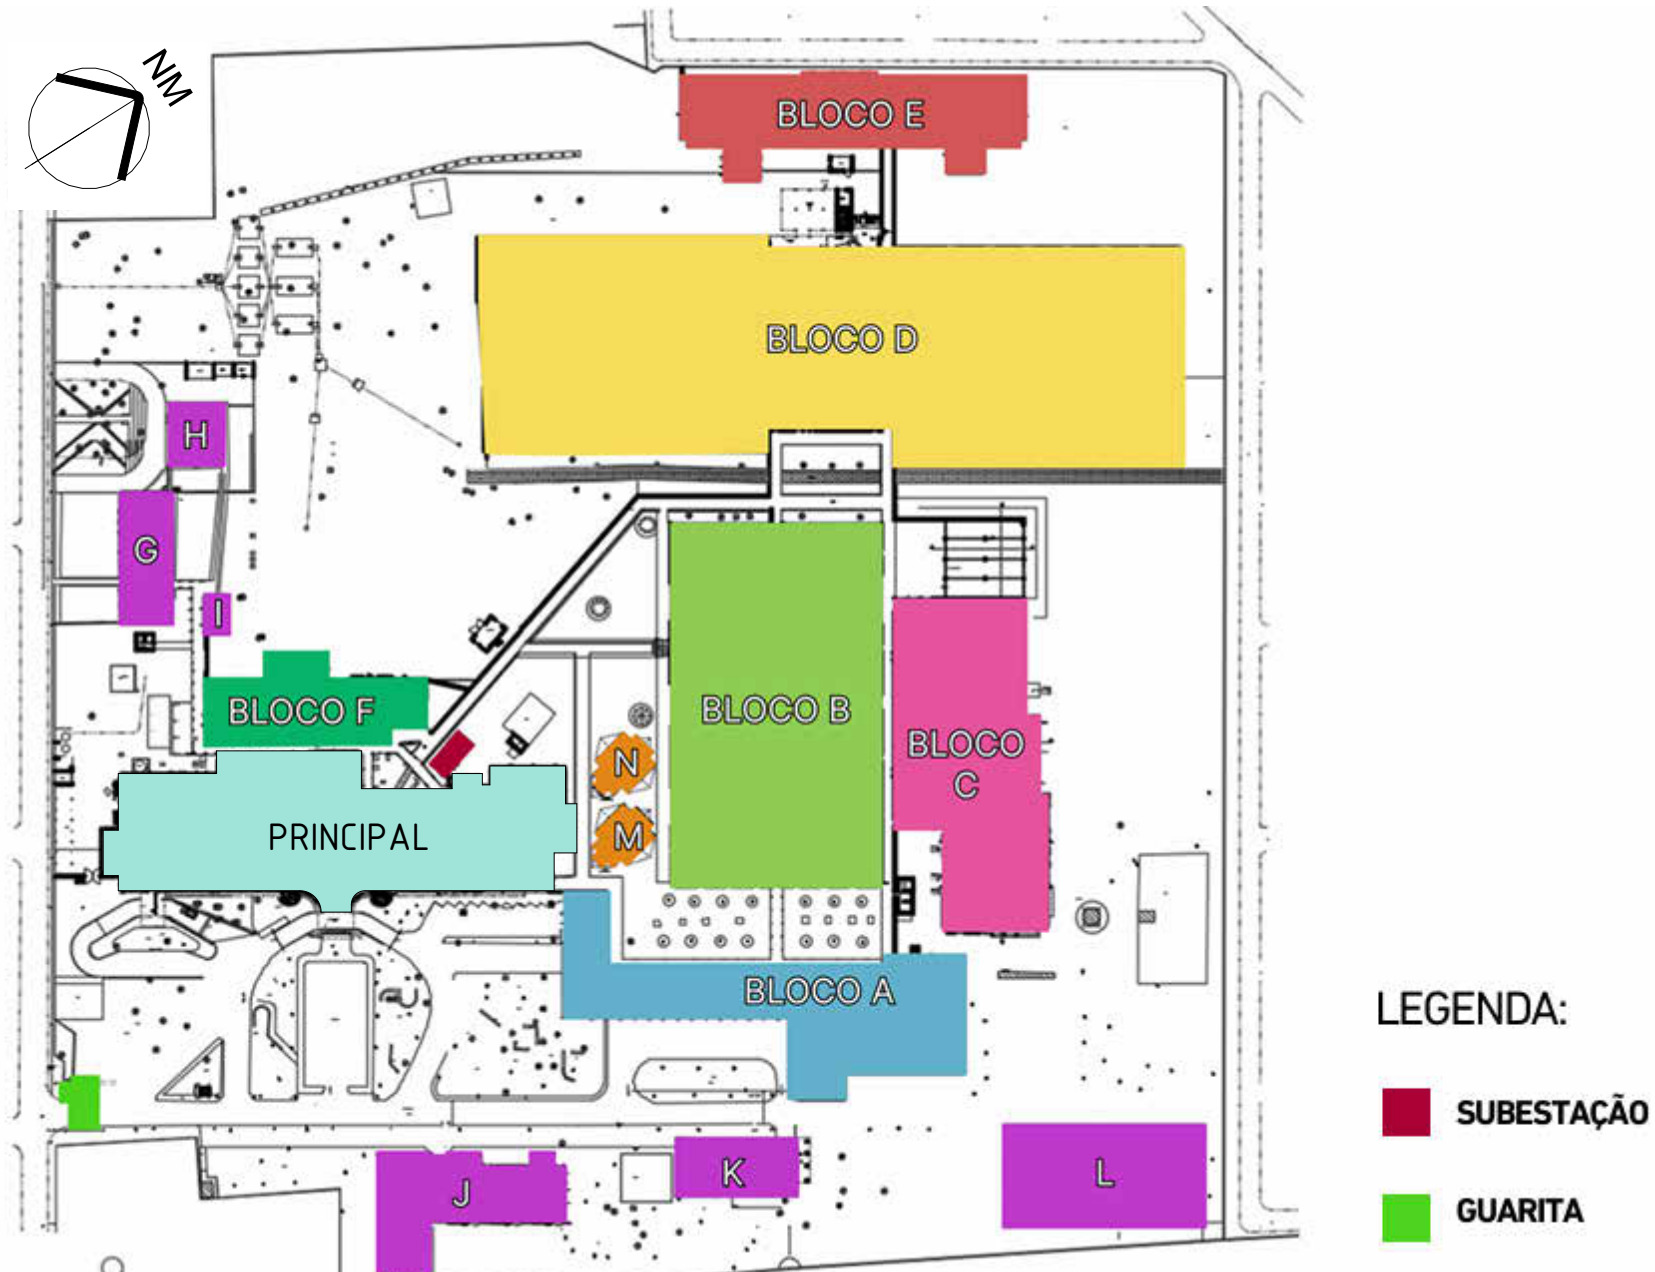 NM
BLOCO E
BLOCO D
H
G
I
BLOCO F
BLOCO B
BLOCO
C
N
M
PRINCIPAL
BLOCO A
LEGENDA:
SUBESTAÇÃO
GUARITA
J
K
L